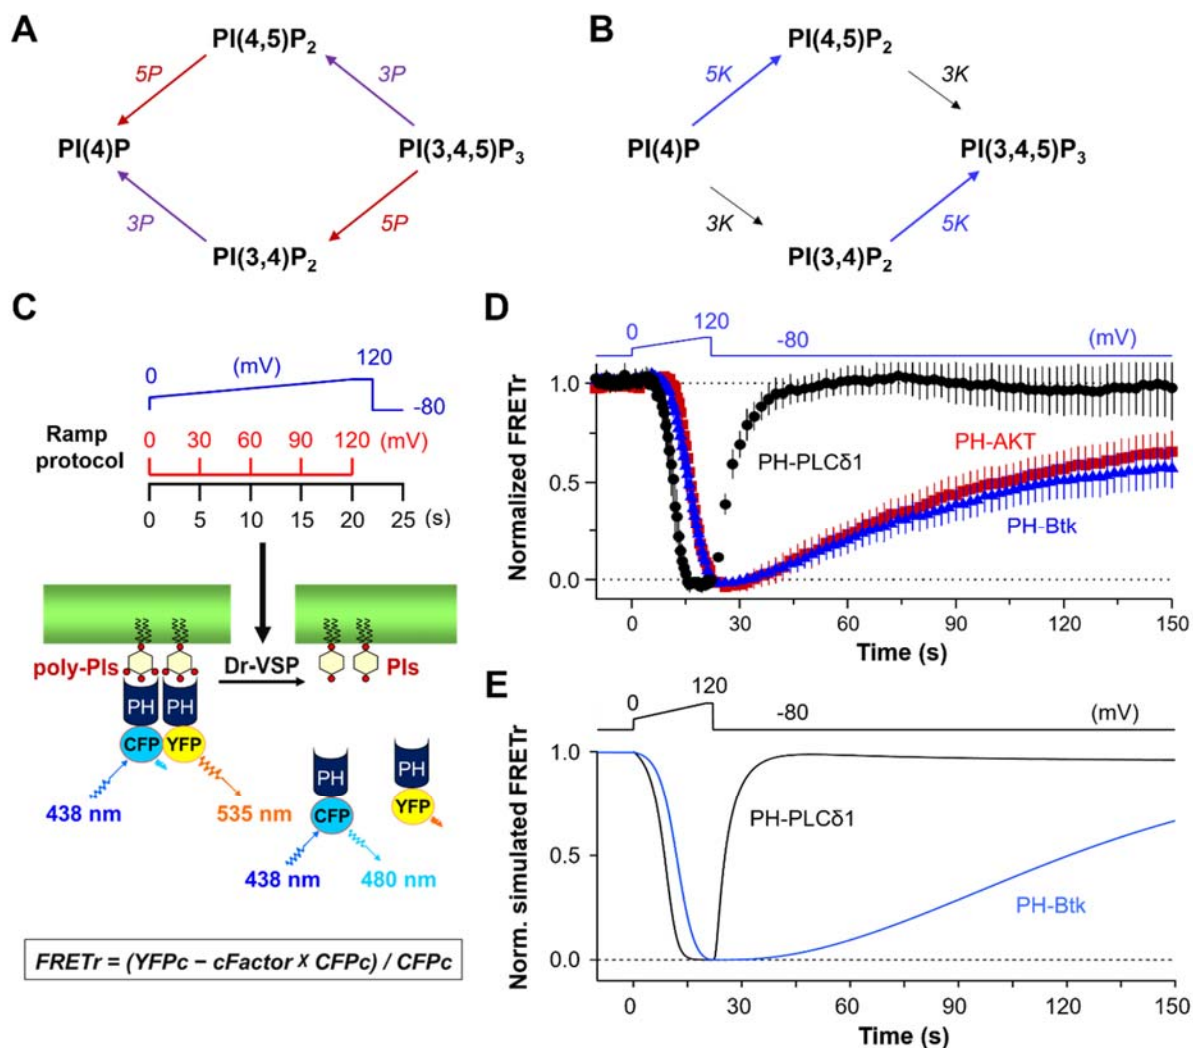 A
PI(4,5)P2
5P
3P
PI(4)P
PI(3,4,5)P3
3P
5P
PI(3,4)P2
B
PI(4,5)P2
5K
3K
PI(4)P
PI(3,4,5)P3
3K
5K
PI(3,4)P2
C
0
(mV)
120
-80
Ramp
protocol
0 30 60 90 120 (mV)
0 5 10 15 20 25 (s)
poly-PIs
Dr-VSP
PIs
PH PH
CFP YFP
438 nm
535 nm
PH
CFP
PH
YFP
438 nm
480 nm
FRETr = (YFPc − cFactor X CFPc) / CFPc
D
0
120
-80
(mV)
Normalized FRETr
1.0
0.5
0.0
PH-PLCδ1
PH-AKT
PH-Btk
0 30 60 90 120 150
Time (s)
E
0
120
-80
(mV)
Norm. simulated FRETr
1.0
0.5
0.0
PH-PLCδ1
PH-Btk
0 30 60 90 120 150
Time (s)